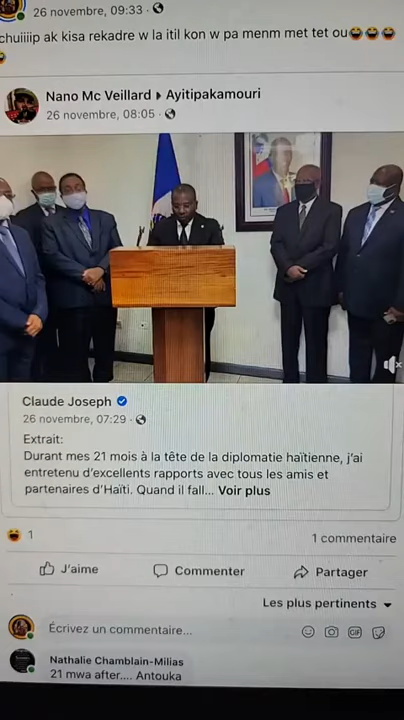 26 novembre, 09:33 ·
chuiiiip ak kisa rekadre w la itil kon w pa menm met tet ou😂😂😂
😂
Nano Mc Veillard ▸ Ayitipakamouri
26 novembre, 08:05 ·
Claude Joseph
26 novembre, 07:29 ·
Extrait:
Durant mes 21 mois à la tête de la diplomatie haïtienne, j'ai
entretenu d'excellents rapports avec tous les amis et
partenaires d'Haïti. Quand il fall... Voir plus
1
1 commentaire
J'aime
Commenter
Partager
Les plus pertinents
Écrivez un commentaire...
GIF
Nathalie Chamblain-Milias
21 mwa after.... Antouka